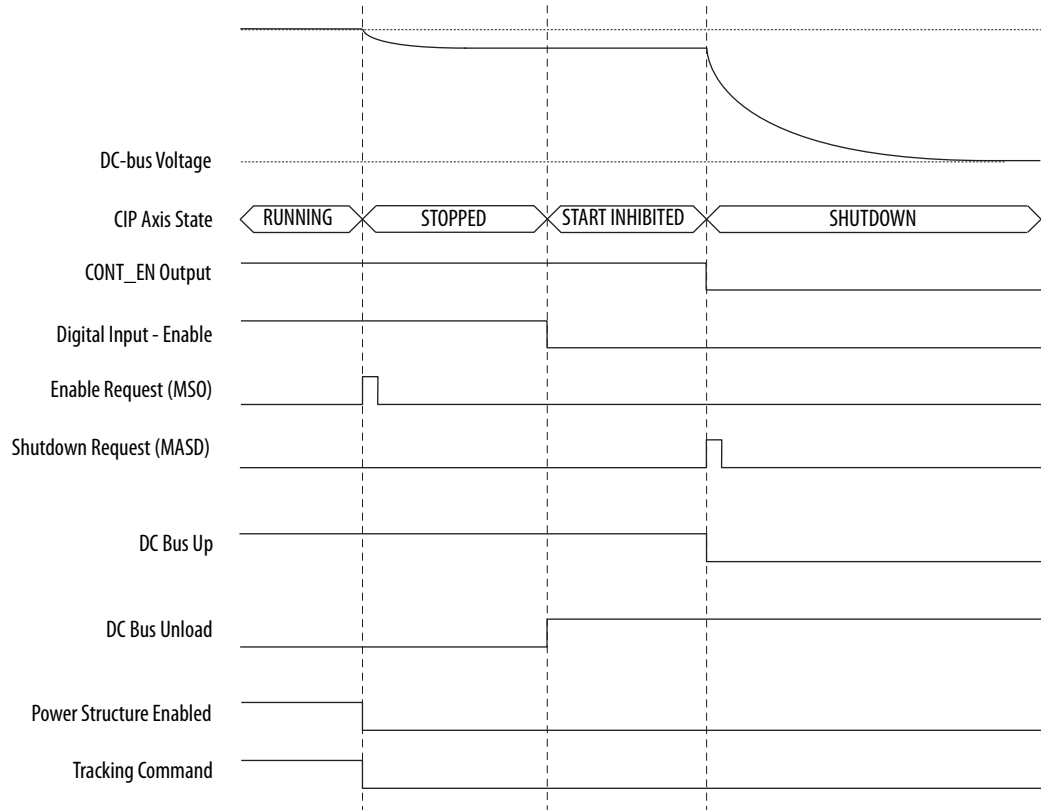 DC-bus Voltage
CIP Axis State
RUNNING
STOPPED
START INHIBITED
SHUTDOWN
CONT_EN Output
Digital Input - Enable
Enable Request (MSO)
Shutdown Request (MASD)
DC Bus Up
DC Bus Unload
Power Structure Enabled
Tracking Command